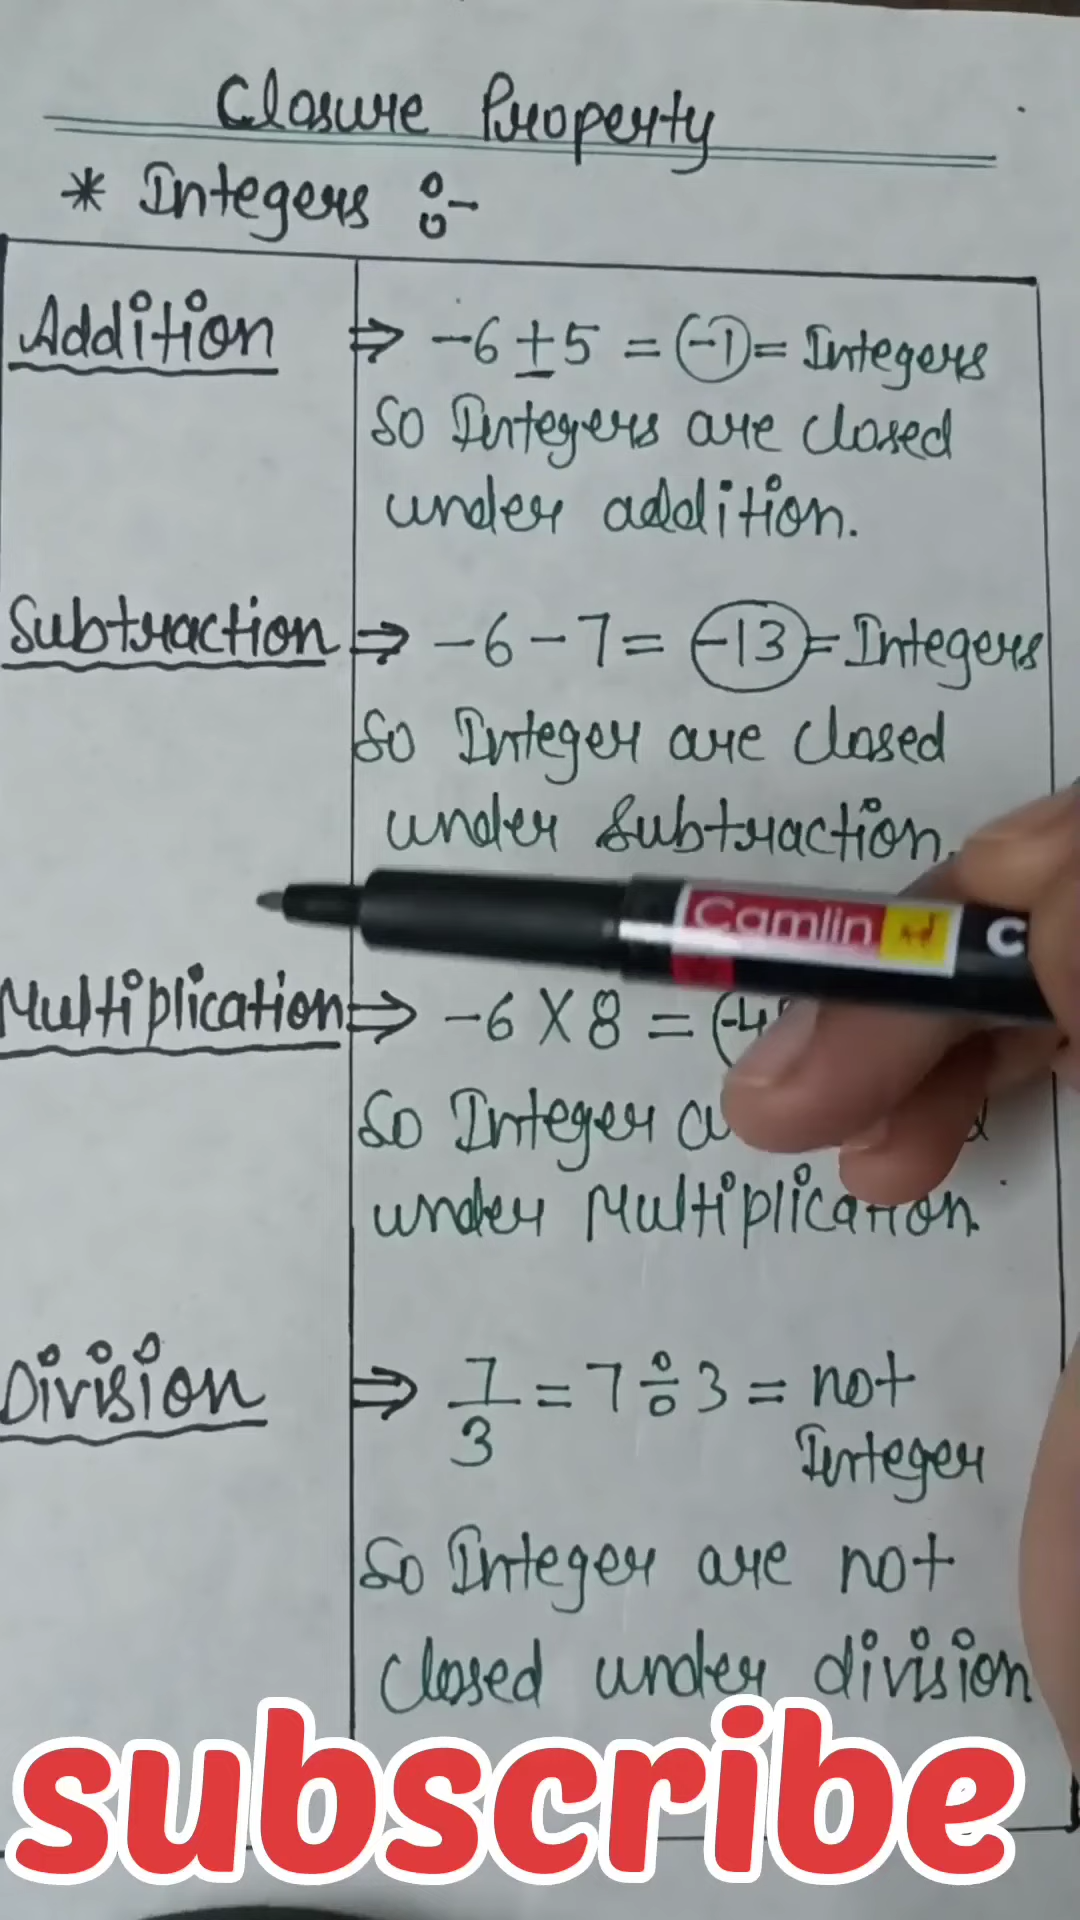 Closure Property
* Integers :-
Addition ⇒ -6 + 5 = -1 = Integers
So Integers are closed
under addition.
Subtraction ⇒ -6 - 7 = -13 = Integers
So Integer are closed
under Subtraction.
Camlin C
Multiplication ⇒ -6 X 8 =
So Integer
under Multiplication.
Division ⇒ 7/3 = 7 ÷ 3 = not
Integer
So Integer are not
closed under division
subscribe